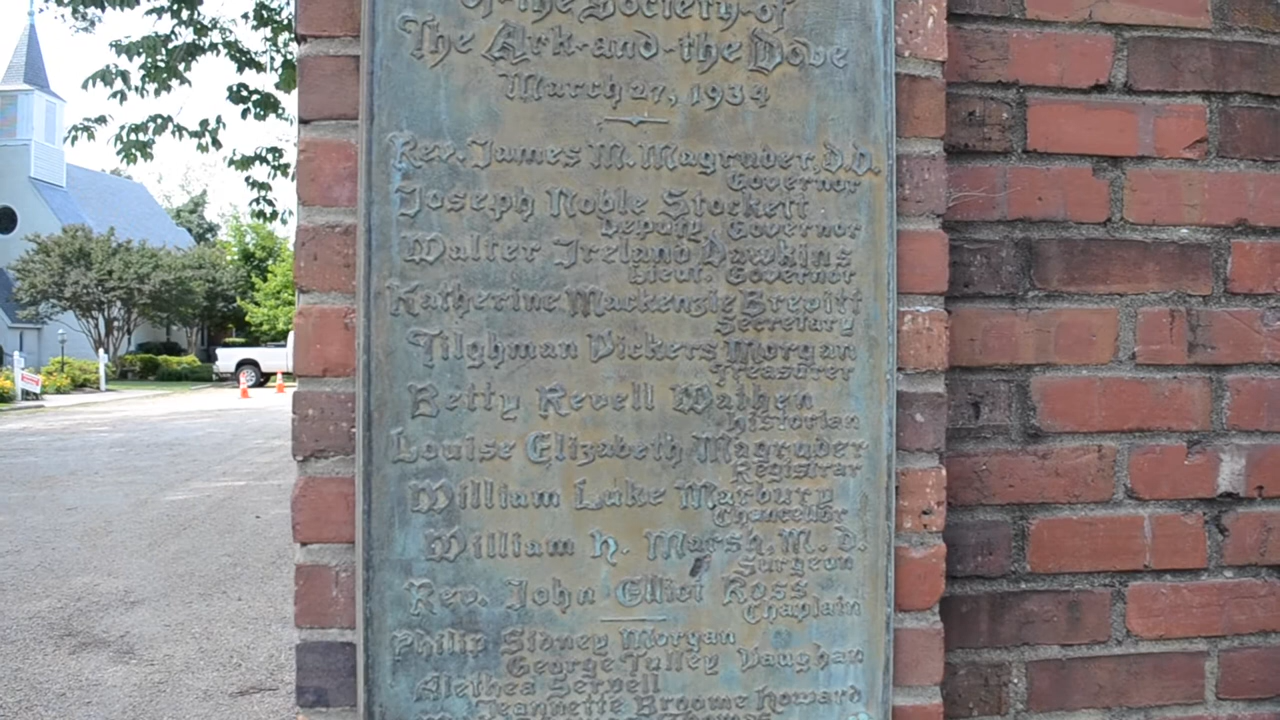 of the Society of
The Ark and the Dove
March 27, 1934
Rev. James M. Magruder, D.D.
Governor
Joseph Noble Stockett
Deputy Governor
Walter Ireland Dawkins
Lieut. Governor
Katherine Mackenzie Brevitt
Secretary
Tilghman Vickers Morgan
Treasurer
Betty Revell Wathen
Historian
Louise Elizabeth Magruder
Registrar
William Luke Marbury
Chancellor
William H. Marsh, M. D.
Surgeon
Rev. John Elliot Ross
Chaplain
Philip Sidney Morgan
George Tulley Vaughan
Alethea Serpell
Jeannette Broome Howard
Thomas